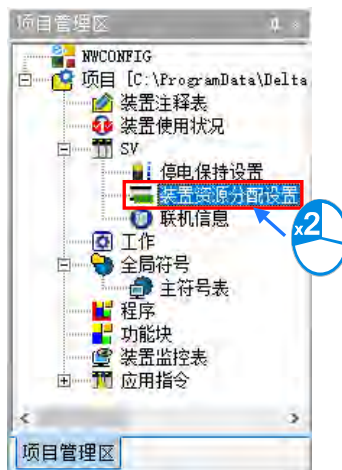 项目管理区
NWCONFIG
项目 [C:\ProgramData\Delta
装置注释表
装置使用状况
SV
停电保持设置
装置资源分配设置
联机信息
x2
工作
全局符号
主符号表
程序
功能块
装置监控表
应用指令
项目管理区